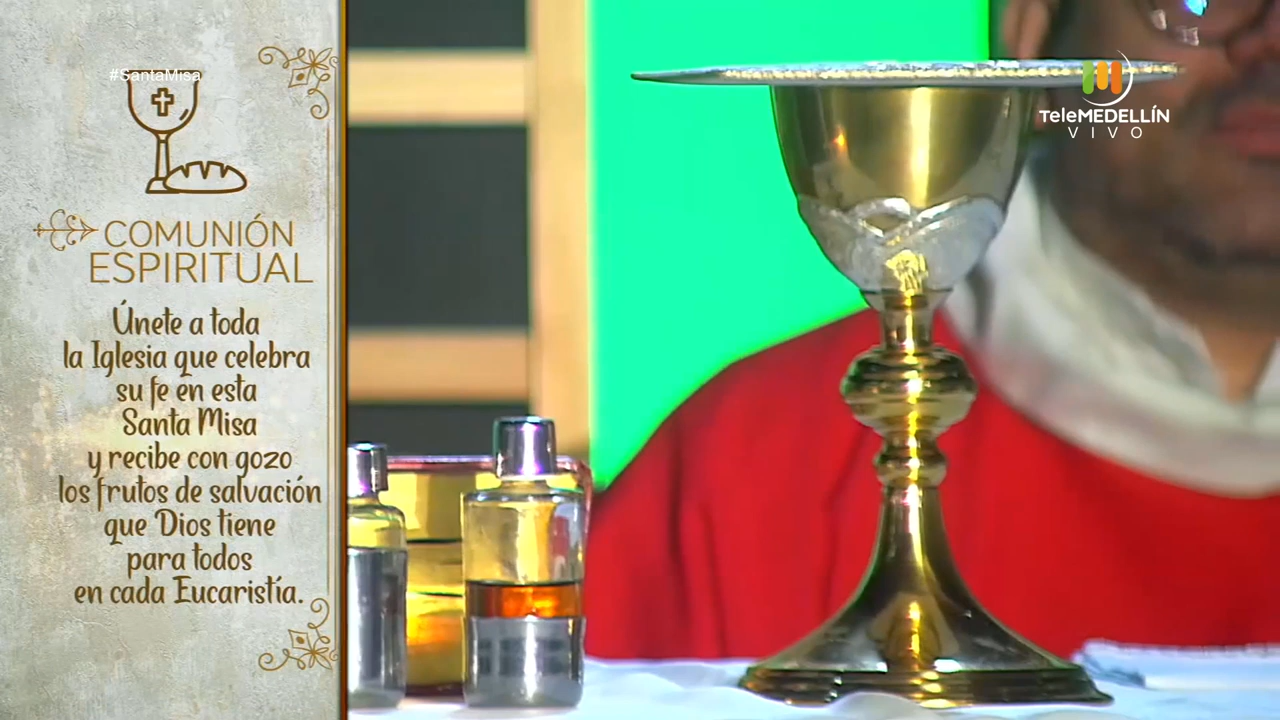 #SantaMisa
COMUNIÓN
ESPIRITUAL
Únete a toda
la Iglesia que celebra
su fe en esta
Santa Misa
y recibe con gozo
los frutos de salvación
que Dios tiene
para todos
en cada Eucaristía.
TeleMEDELLÍN
VIVO